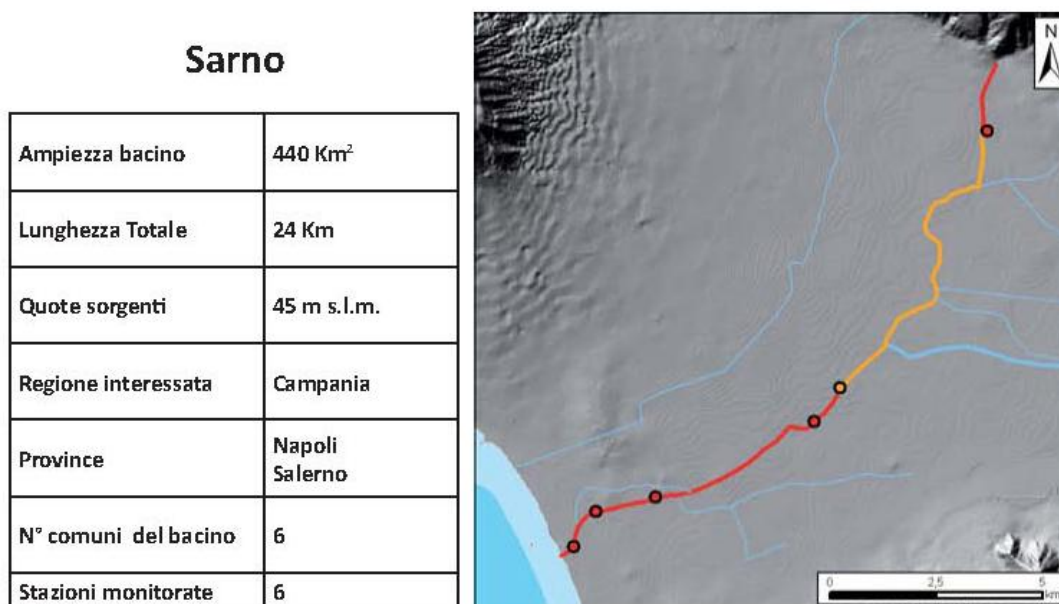 Sarno
Ampiezza bacino 440 Km²
Lunghezza Totale 24 Km
Quote sorgenti 45 m s.l.m.
Regione interessata Campania
Province Napoli
Salerno
N° comuni del bacino 6
Stazioni monitorate 6
N
0 2,5 5
km